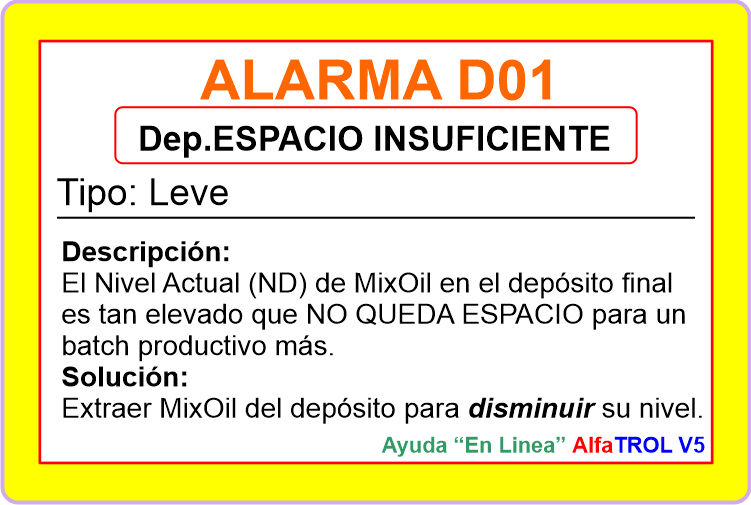 ALARMA D01
Dep.ESPACIO INSUFICIENTE
Tipo: Leve
Descripción:
El Nivel Actual (ND) de MixOil en el depósito final
es tan elevado que NO QUEDA ESPACIO para un
batch productivo más.
Solución:
Extraer MixOil del depósito para disminuir su nivel.
Ayuda “En Linea” AlfaTROL V5